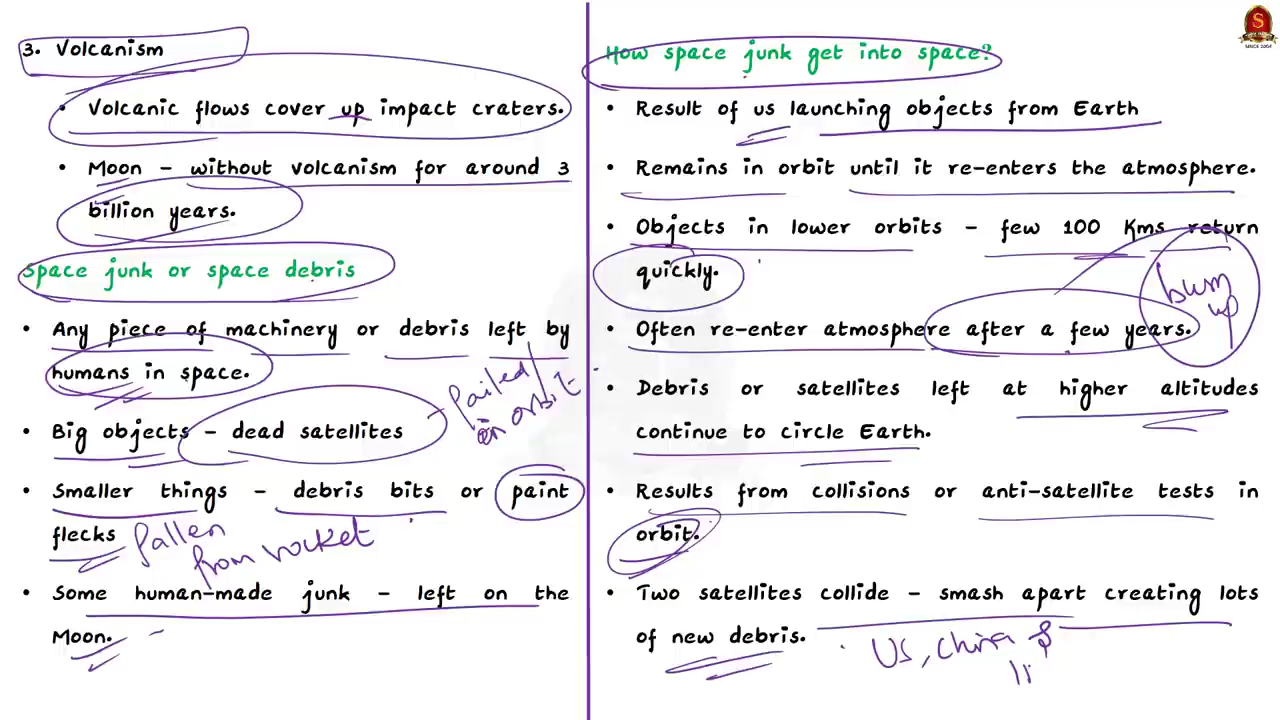 3. Volcanism
• Volcanic flows cover up impact craters.
• Moon – without volcanism for around 3
billion years.
Space junk or space debris
• Any piece of machinery or debris left by
humans in space.
• Big objects – dead satellites
failed
in orbit
• Smaller things – debris bits or paint
flecks
fallen
from rocket
• Some human-made junk – left on the
Moon.
How space junk get into space?
• Result of us launching objects from Earth
• Remains in orbit until it re-enters the atmosphere.
• Objects in lower orbits – few 100 Kms return
quickly.
burn
up
• Often re-enter atmosphere after a few years.
• Debris or satellites left at higher altitudes
continue to circle Earth.
• Results from collisions or anti-satellite tests in
orbit.
• Two satellites collide – smash apart creating lots
of new debris.
US, China &
S
SINCE 2004